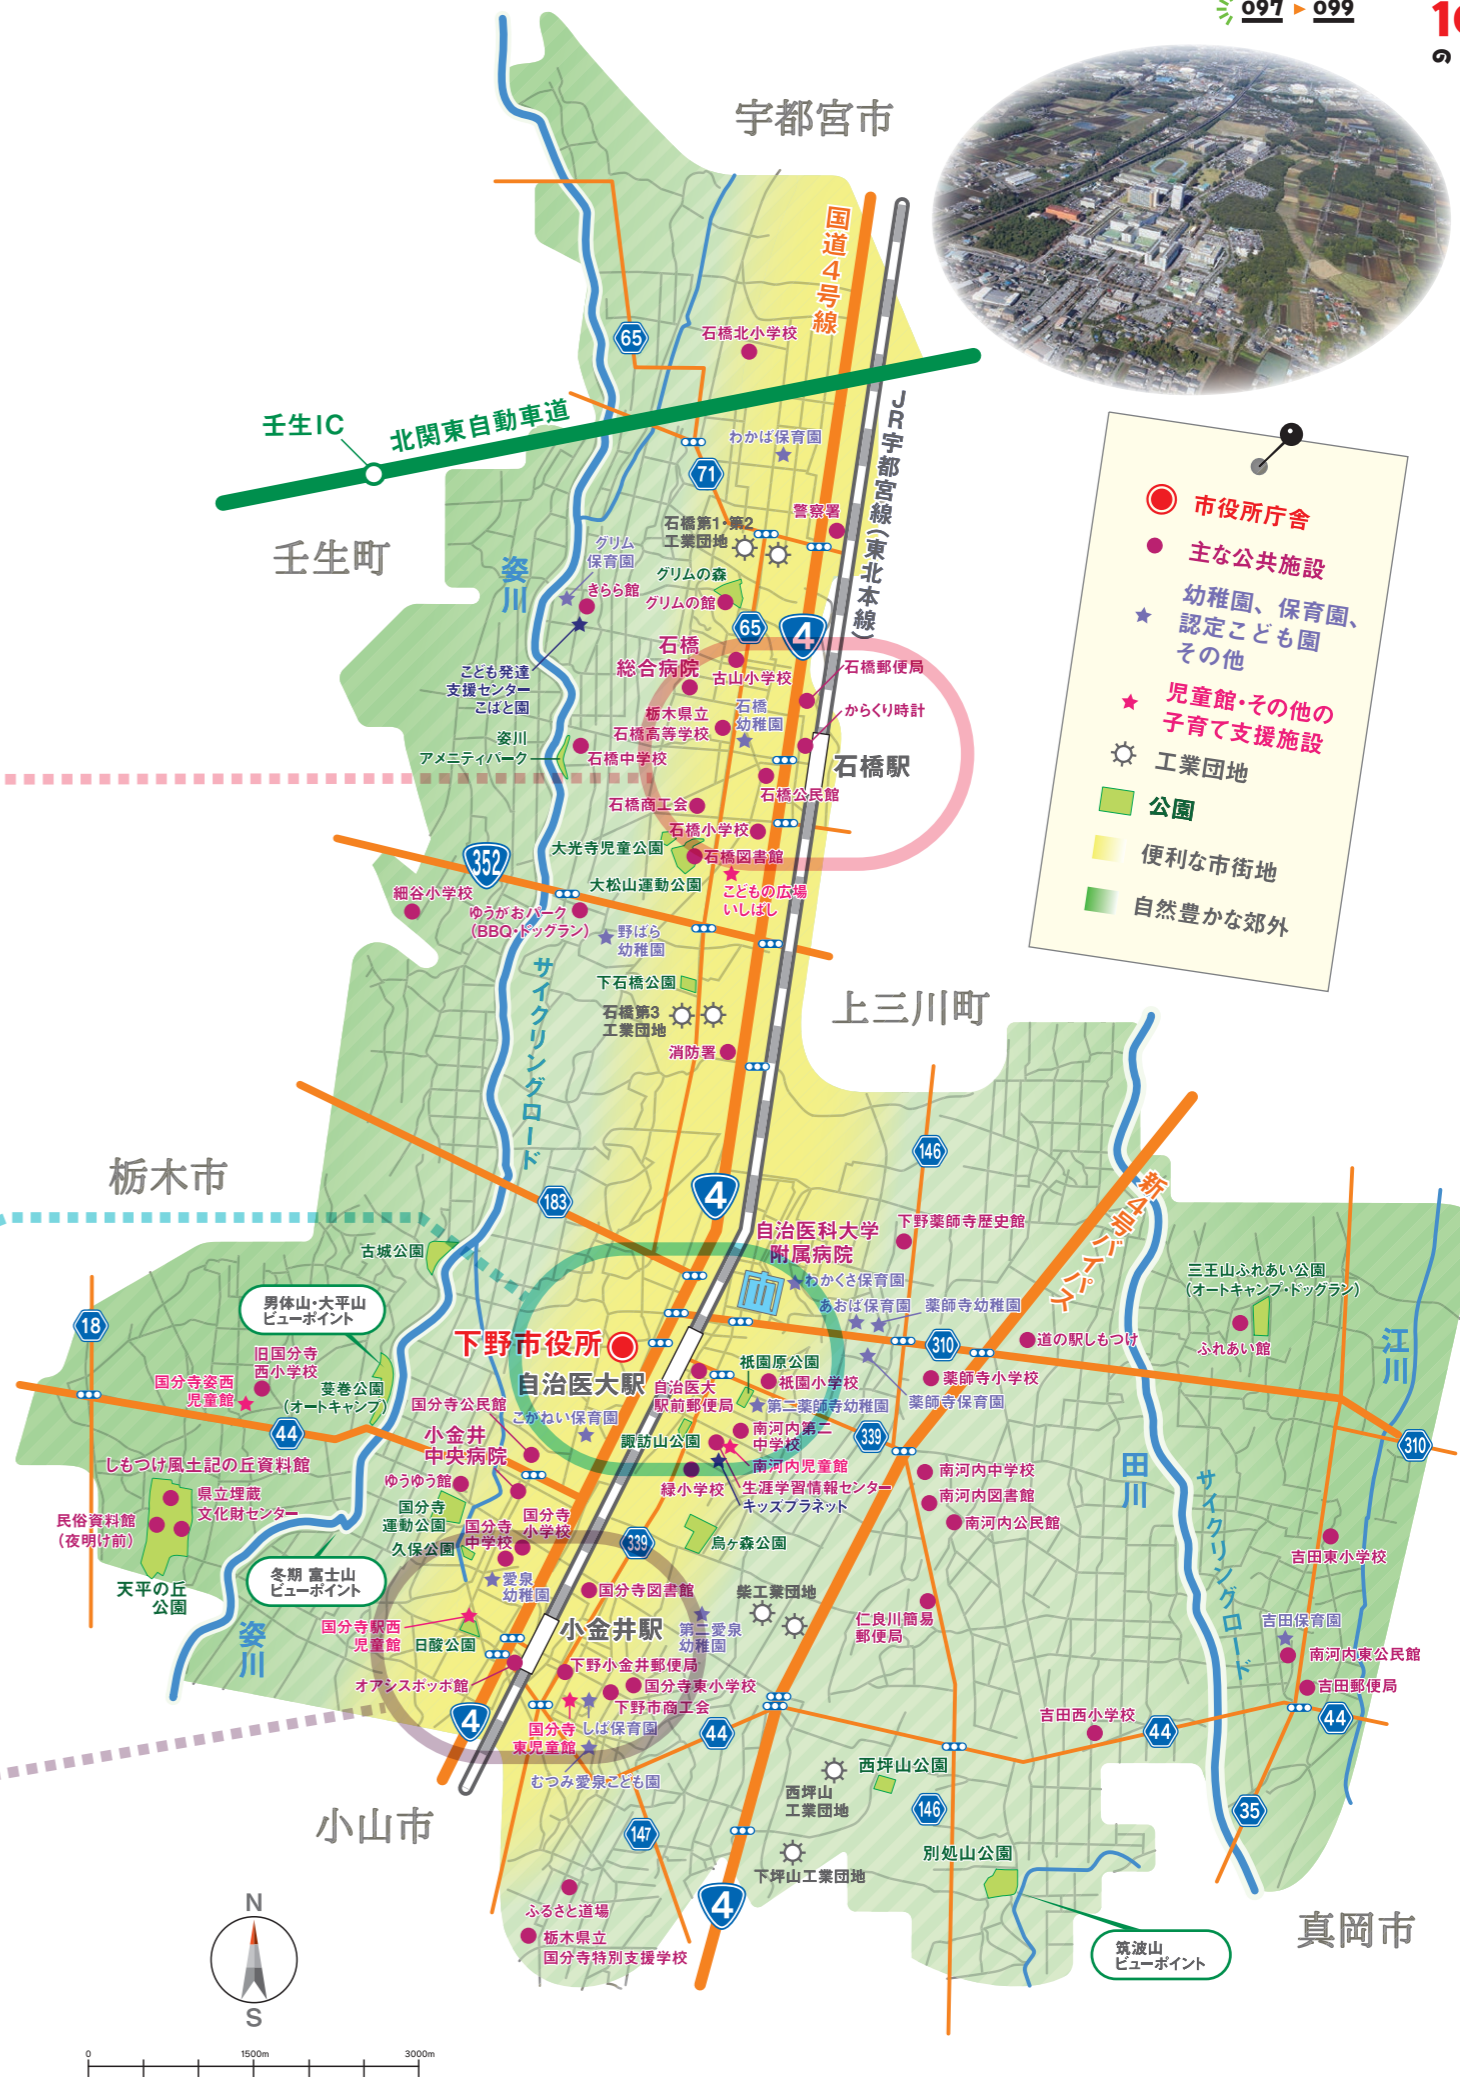 097 ▶ 099
10
の
宇都宮市
国道4号線
65
石橋北小学校
JR宇都宮線(東北本線)
壬生IC
北関東自動車道
わかば保育園
71
警察署
石橋第1・第2
工業団地
壬生町
姿川
グリム
保育園
きらら館
グリムの森
グリムの館
65
4
石橋
総合病院
古山小学校
石橋郵便局
こども発達
支援センター
こばと園
栃木県立
石橋高等学校
石橋
幼稚園
からくり時計
姿川
アメニティパーク
石橋中学校
石橋駅
石橋公民館
石橋商工会
石橋小学校
大光寺児童公園
石橋図書館
352
大松山運動公園
こどもの広場
いしばし
細谷小学校
ゆうがおパーク
(BBQ・ドッグラン)
野ばら
幼稚園
サイクリングロード
下石橋公園
石橋第3
工業団地
消防署
上三川町
市役所庁舎
主な公共施設
幼稚園、保育園、
認定こども園
その他
児童館・その他の
子育て支援施設
工業団地
公園
便利な市街地
自然豊かな郊外
栃木市
183
4
146
新4号バイパス
古城公園
自治医科大学
附属病院
下野薬師寺歴史館
わかくさ保育園
あおば保育園
薬師寺幼稚園
三王山ふれあい公園
(オートキャンプ・ドッグラン)
ふれあい館
江川
男体山・大平山
ビューポイント
18
下野市役所
自治医大駅
310
道の駅しもつけ
旧国分寺
西小学校
国分寺姿西
児童館
蔓巻公園
(オートキャンプ)
国分寺公民館
こがねい保育園
自治医大
駅前郵便局
祇園原公園
祇園小学校
第二薬師寺幼稚園
薬師寺小学校
薬師寺保育園
44
小金井
中央病院
諏訪山公園
南河内第二
中学校
南河内児童館
339
310
しもつけ風土記の丘資料館
ゆうゆう館
緑小学校
生涯学習情報センター
キッズプラネット
南河内中学校
田川
サイクリングロード
県立埋蔵
文化財センター
民俗資料館
(夜明け前)
国分寺
運動公園
国分寺
中学校
国分寺
小学校
南河内図書館
南河内公民館
久保公園
339
烏ヶ森公園
吉田東小学校
天平の丘
公園
冬期 富士山
ビューポイント
愛泉
幼稚園
国分寺図書館
柴工業団地
仁良川簡易
郵便局
姿川
国分寺駅西
児童館
日酸公園
小金井駅
第二愛泉
幼稚園
吉田保育園
南河内東公民館
オアシスポッポ館
下野小金井郵便局
国分寺東小学校
下野市商工会
吉田郵便局
4
国分寺
東児童館
しば保育園
44
吉田西小学校
44
44
むつみ愛泉こども園
西坪山
工業団地
西坪山公園
小山市
147
146
35
下坪山工業団地
別処山公園
ふるさと道場
4
栃木県立
国分寺特別支援学校
筑波山
ビューポイント
真岡市
N
S
0
1500m
3000m